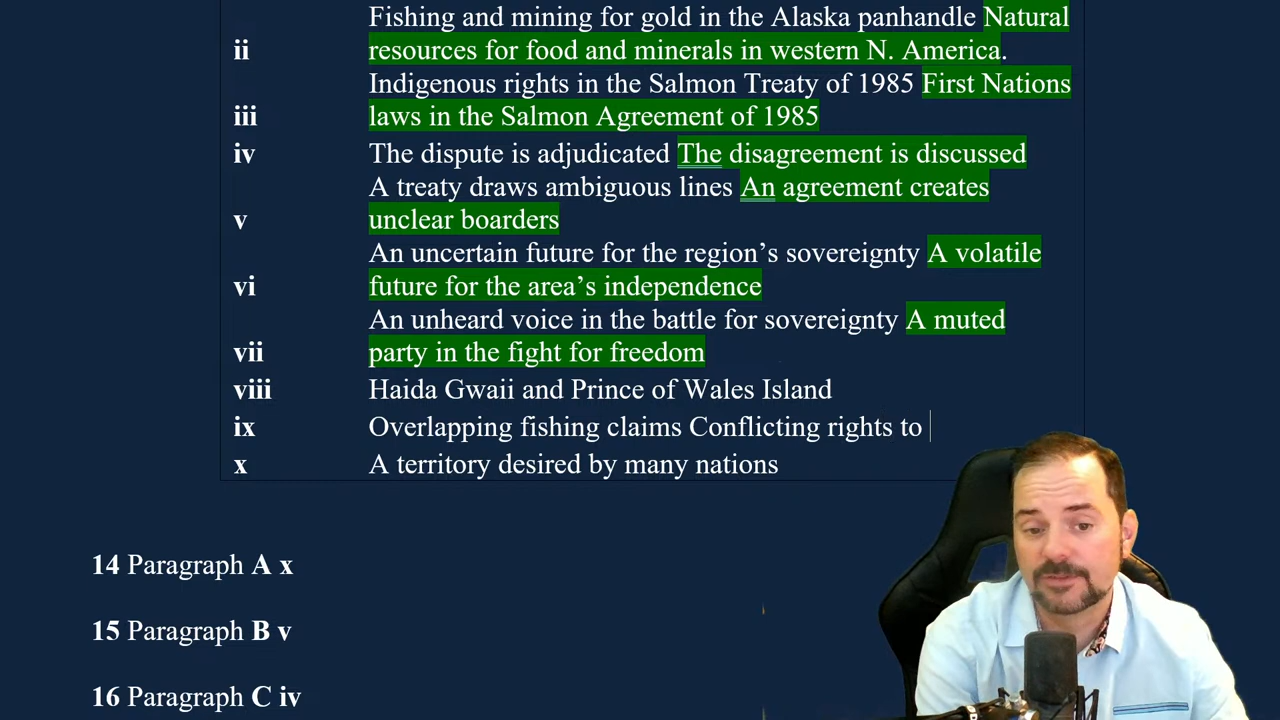 Fishing and mining for gold in the Alaska panhandle Natural
ii resources for food and minerals in western N. America.
Indigenous rights in the Salmon Treaty of 1985 First Nations
iii laws in the Salmon Agreement of 1985
iv The dispute is adjudicated The disagreement is discussed
A treaty draws ambiguous lines An agreement creates
v unclear boarders
An uncertain future for the region’s sovereignty A volatile
vi future for the area’s independence
An unheard voice in the battle for sovereignty A muted
vii party in the fight for freedom
viii Haida Gwaii and Prince of Wales Island
ix Overlapping fishing claims Conflicting rights to
x A territory desired by many nations
14 Paragraph A x
15 Paragraph B v
16 Paragraph C iv